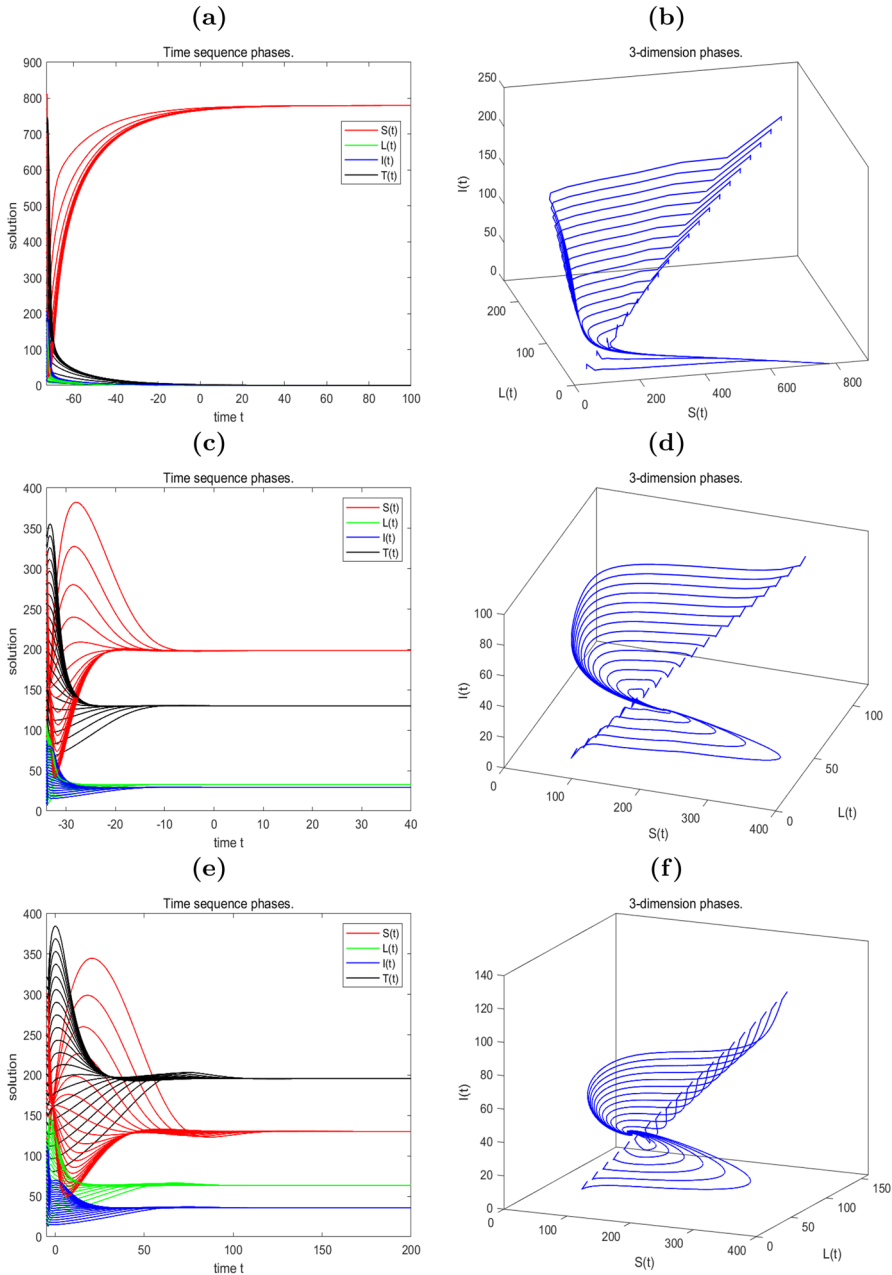 (a)
Time sequence phases.
900
800
700
600
500
400
300
200
100
0
solution
S(t)
L(t)
I(t)
T(t)
-60 -40 -20 0 20 40 60 80 100
time t
(b)
3-dimension phases.
250
200
150
100
50
0
I(t)
200
100
0
L(t)
0 200 400 600 800
S(t)
(c)
Time sequence phases.
400
350
300
250
200
150
100
50
0
solution
S(t)
L(t)
I(t)
T(t)
-30 -20 -10 0 10 20 30 40
time t
(d)
3-dimension phases.
100
80
60
40
20
0
I(t)
0 100 200 300 400
S(t)
0 50 100
L(t)
(e)
Time sequence phases.
400
350
300
250
200
150
100
50
0
solution
S(t)
L(t)
I(t)
T(t)
0 50 100 150 200
time t
(f)
3-dimension phases.
140
120
100
80
60
40
20
0
I(t)
0 100 200 300 400
S(t)
0 50 100 150
L(t)